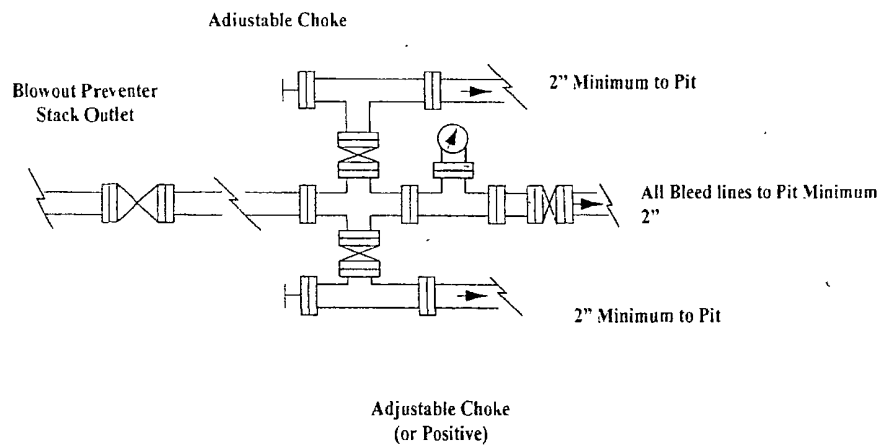 Adjustable Choke
2” Minimum to Pit
Blowout Preventer
Stack Outlet
All Bleed lines to Pit Minimum
2”
2” Minimum to Pit
Adjustable Choke
(or Positive)